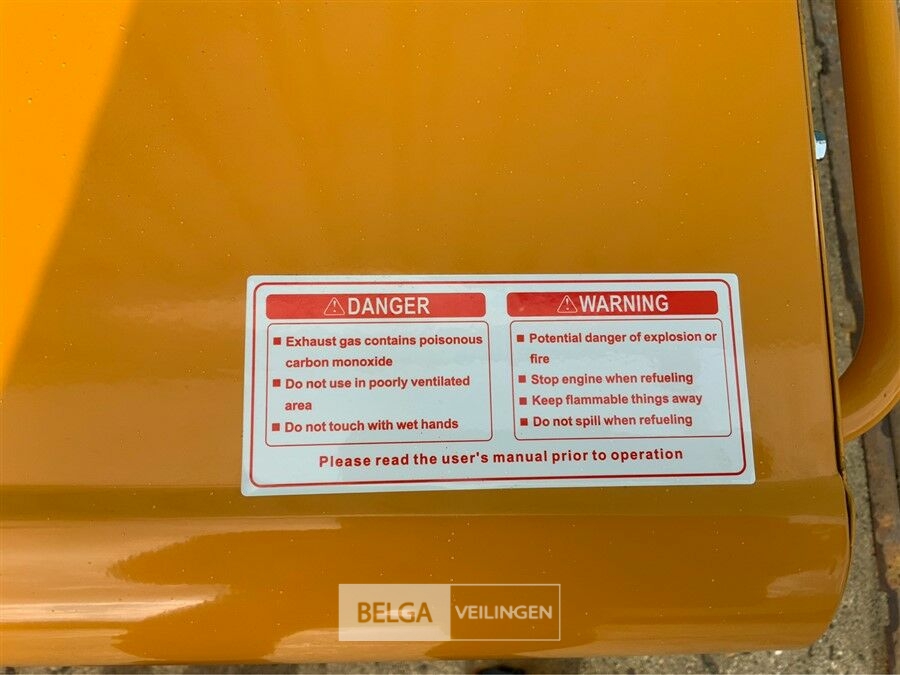 DANGER
Exhaust gas contains poisonous
carbon monoxide
Do not use in poorly ventilated
area
Do not touch with wet hands
WARNING
Potential danger of explosion or
fire
Stop engine when refueling
Keep flammable things away
Do not spill when refueling
Please read the user's manual prior to operation
BELGA VEILINGEN